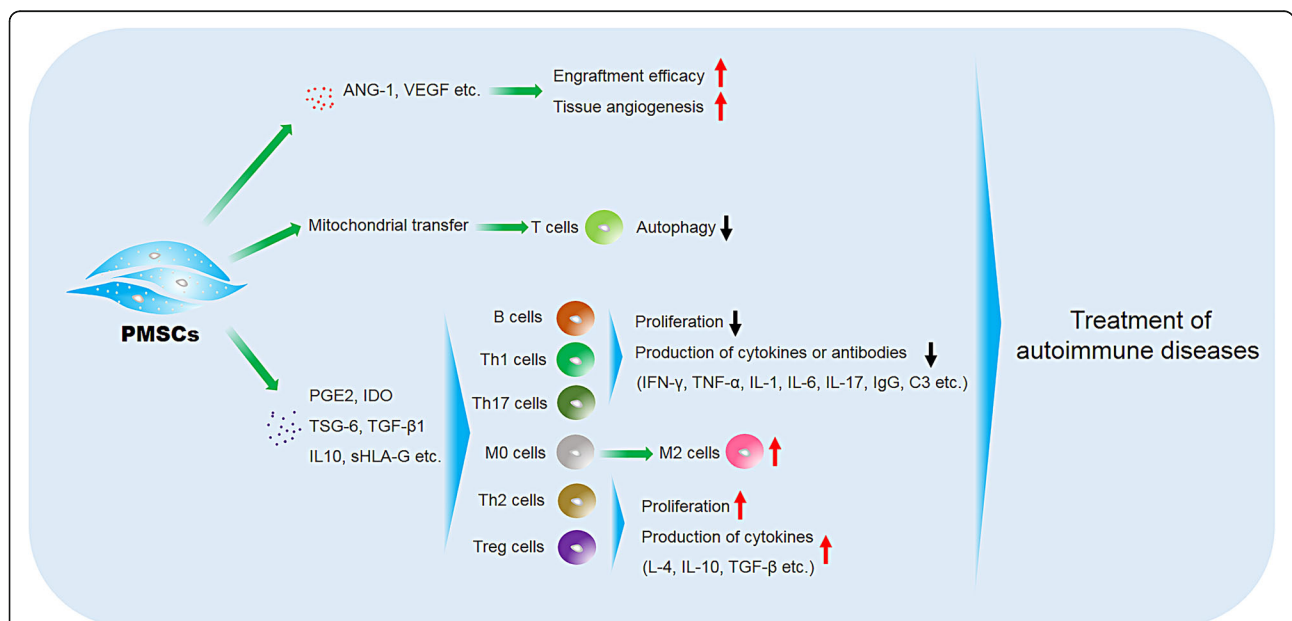 ANG-1, VEGF etc.
Engraftment efficacy
Tissue angiogenesis
Mitochondrial transfer
T cells
Autophagy
PMSCs
PGE2, IDO
TSG-6, TGF-β1
IL10, sHLA-G etc.
B cells
Th1 cells
Th17 cells
M0 cells
Th2 cells
Treg cells
Proliferation
Production of cytokines or antibodies
(IFN-γ, TNF-α, IL-1, IL-6, IL-17, IgG, C3 etc.)
M2 cells
Proliferation
Production of cytokines
(L-4, IL-10, TGF-β etc.)
Treatment of
autoimmune diseases